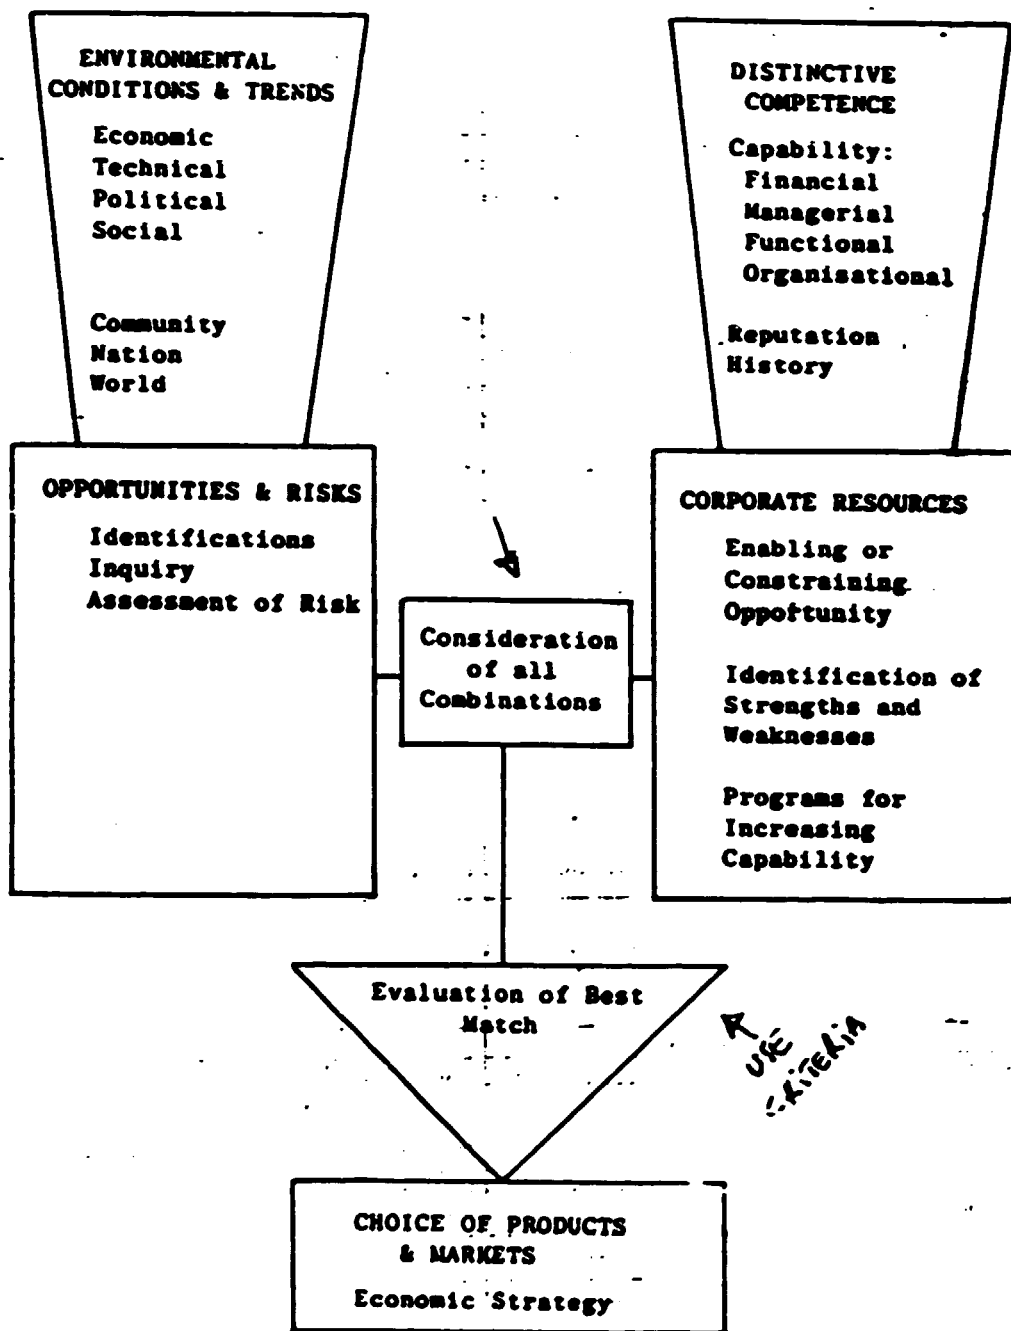 ENVIRONMENTAL
CONDITIONS & TRENDS
Economic
Technical
Political
Social
Community
Nation
World
OPPORTUNITIES & RISKS
Identifications
Inquiry
Assessment of Risk
DISTINCTIVE
COMPETENCE
Capability:
Financial
Managerial
Functional
Organisational
Reputation
History
CORPORATE RESOURCES
Enabling or
Constraining
Opportunity
Identification of
Strengths and
Weaknesses
Programs for
Increasing
Capability
Consideration
of all
Combinations
Evaluation of Best
Match
USE
CRITERIA
CHOICE OF PRODUCTS
& MARKETS
Economic Strategy